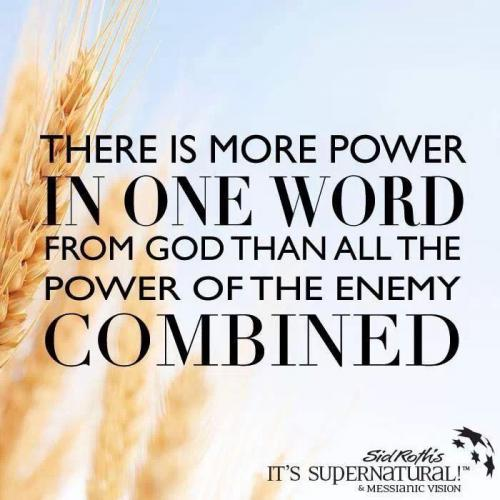 THERE IS MORE POWER
IN ONE WORD
FROM GOD THAN ALL THE
POWER OF THE ENEMY
COMBINED
Sid Roth's
IT'S SUPERNATURAL!™
& MESSIANIC VISION